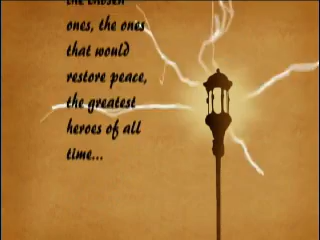 the chosen
ones, the ones
that would
restore peace,
the greatest
heroes of all
time...